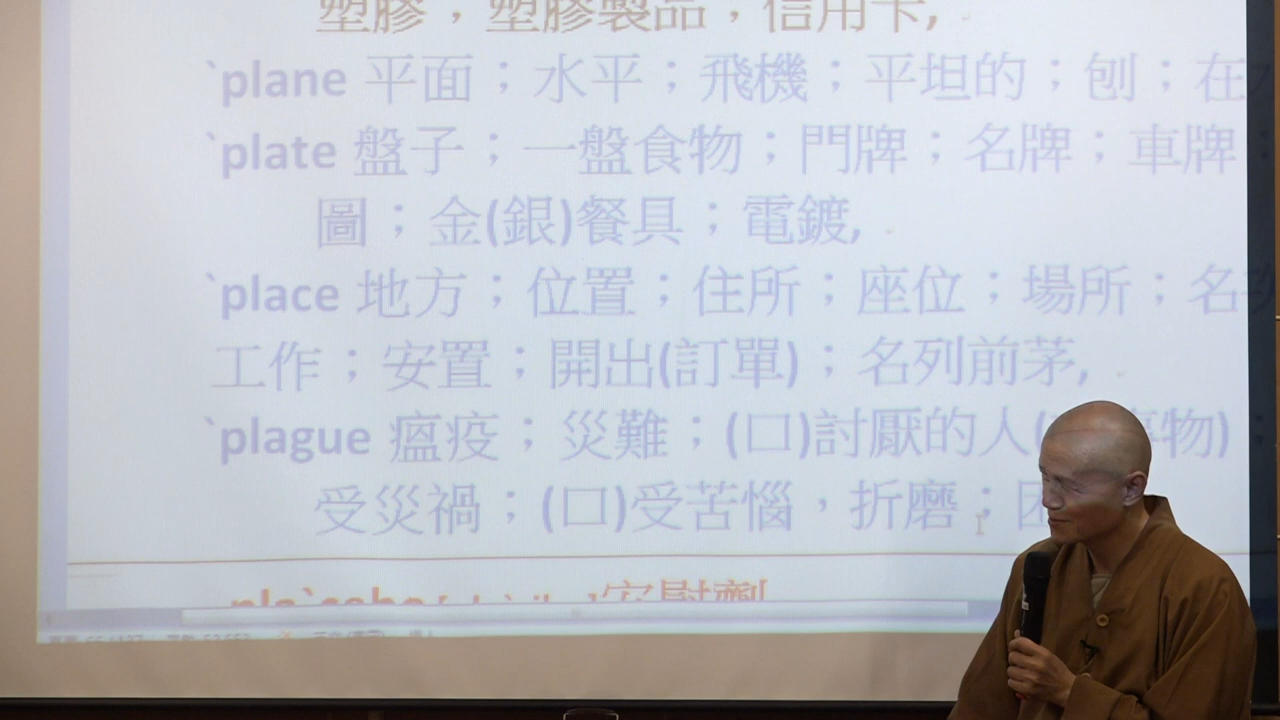 塑膠，塑膠製品，信用卡,
`plane 平面；水平；飛機；平坦的；刨；在
`plate 盤子；一盤食物；門牌；名牌；車牌
圖；金(銀)餐具；電鍍,
`place 地方；位置；住所；座位；場所；名
工作；安置；開出(訂單)；名列前茅,
`plague 瘟疫；災難；(口)討厭的人(事物)；
受災禍；(口)受苦惱，折磨；困
pla`cebo 安慰劑